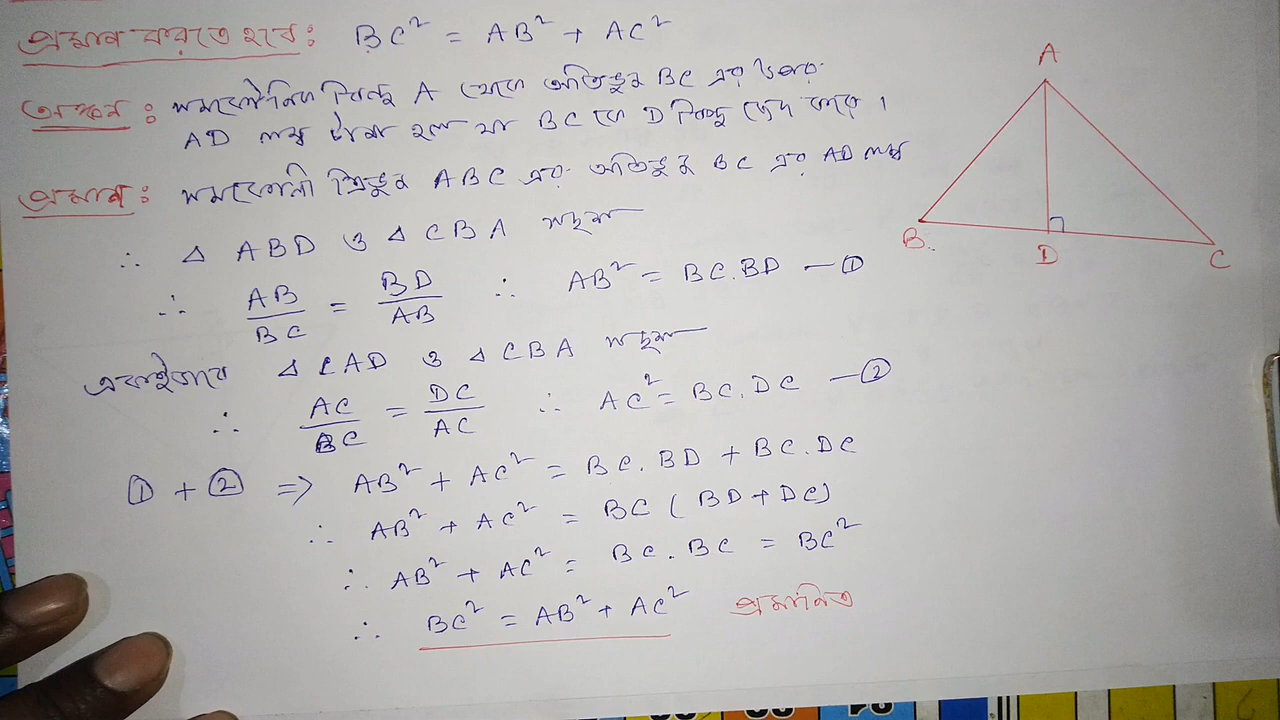 প্রমান করতে হবে: BC² = AB² + AC²
অঙ্কন: সমকৌনিক বিন্দু A থেকে অতিভুজ BC এর উপর
AD লম্ব টানা হল যা BC কে D বিন্দু ছেদ করে।
প্রমান: সমকোনী ত্রিভুজ ABC এর অতিভুজ BC এর AD লম্ব
∴ Δ ABD ও Δ CBA সদৃশ
∴ AB/BC = BD/AB ∴ AB² = BC.BD — ①
একইভাবে Δ CAD ও Δ CBA সদৃশ
∴ AC/BC = DC/AC ∴ AC² = BC.DC — ②
① + ② ⇒ AB² + AC² = BC.BD + BC.DC
∴ AB² + AC² = BC (BD + DC)
∴ AB² + AC² = BC.BC = BC²
∴ BC² = AB² + AC² প্রমানিত
A
B
D
C